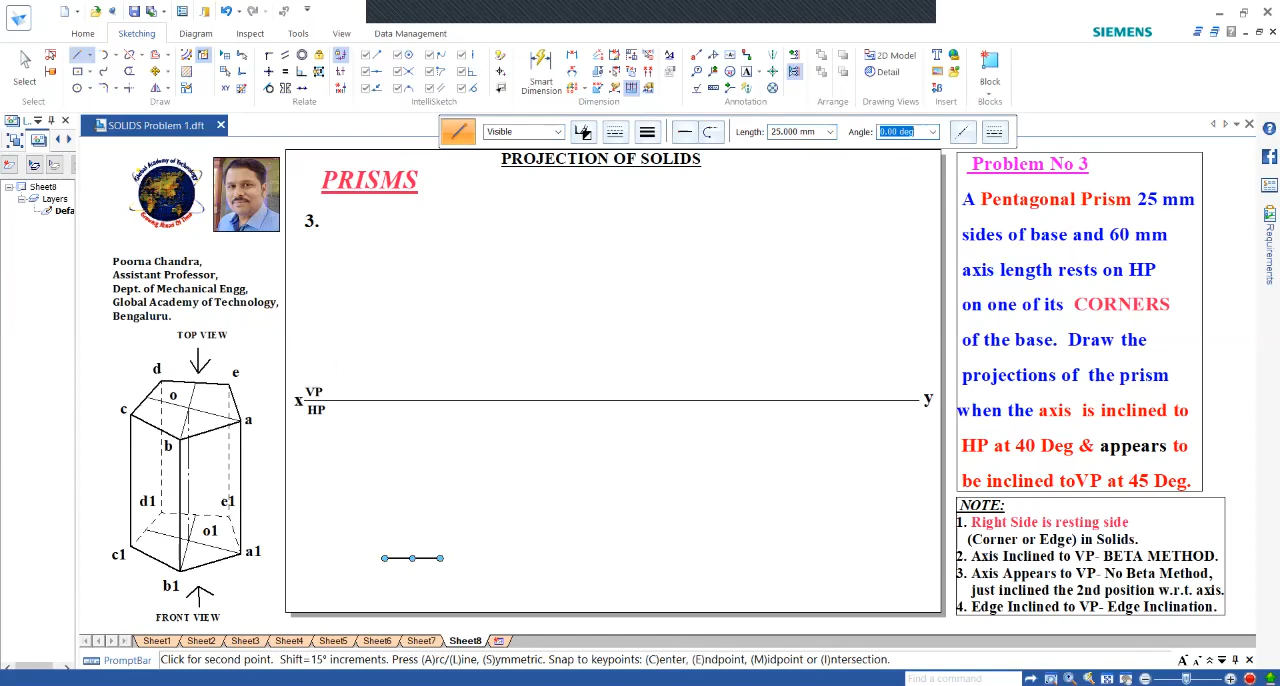 Home Sketching Diagram Inspect Tools View Data Management
SIEMENS
Select
Smart
Dimension
2D Model
Detail
Block
Select Draw Relate IntelliSketch Dimension Annotation Arrange Drawing Views Insert Blocks
SOLIDS Problem 1.dft
Visible
Length: 25.000 mm
Angle: 0.00 deg
Sheet8
Layers
Defa
Requirements
PROJECTION OF SOLIDS
PRISMS
3.
Poorna Chandra,
Assistant Professor,
Dept. of Mechanical Engg,
Global Academy of Technology,
Bengaluru.
TOP VIEW
d
e
o
c
a
b
d1
e1
o1
c1
a1
b1
FRONT VIEW
VP
x
y
HP
Problem No 3
A Pentagonal Prism 25 mm
sides of base and 60 mm
axis length rests on HP
on one of its CORNERS
of the base. Draw the
projections of the prism
when the axis is inclined to
HP at 40 Deg & appears to
be inclined toVP at 45 Deg.
NOTE:
1. Right Side is resting side
(Corner or Edge) in Solids.
2. Axis Inclined to VP- BETA METHOD.
3. Axis Appears to VP- No Beta Method,
just inclined the 2nd position w.r.t. axis.
4. Edge Inclined to VP- Edge Inclination.
Sheet1 Sheet2 Sheet3 Sheet4 Sheet5 Sheet6 Sheet7 Sheet8
PromptBar
Click for second point. Shift=15° increments. Press (A)rc/(L)ine, (S)ymmetric. Snap to keypoints: (C)enter, (E)ndpoint, (M)idpoint or (I)ntersection.
Find a command